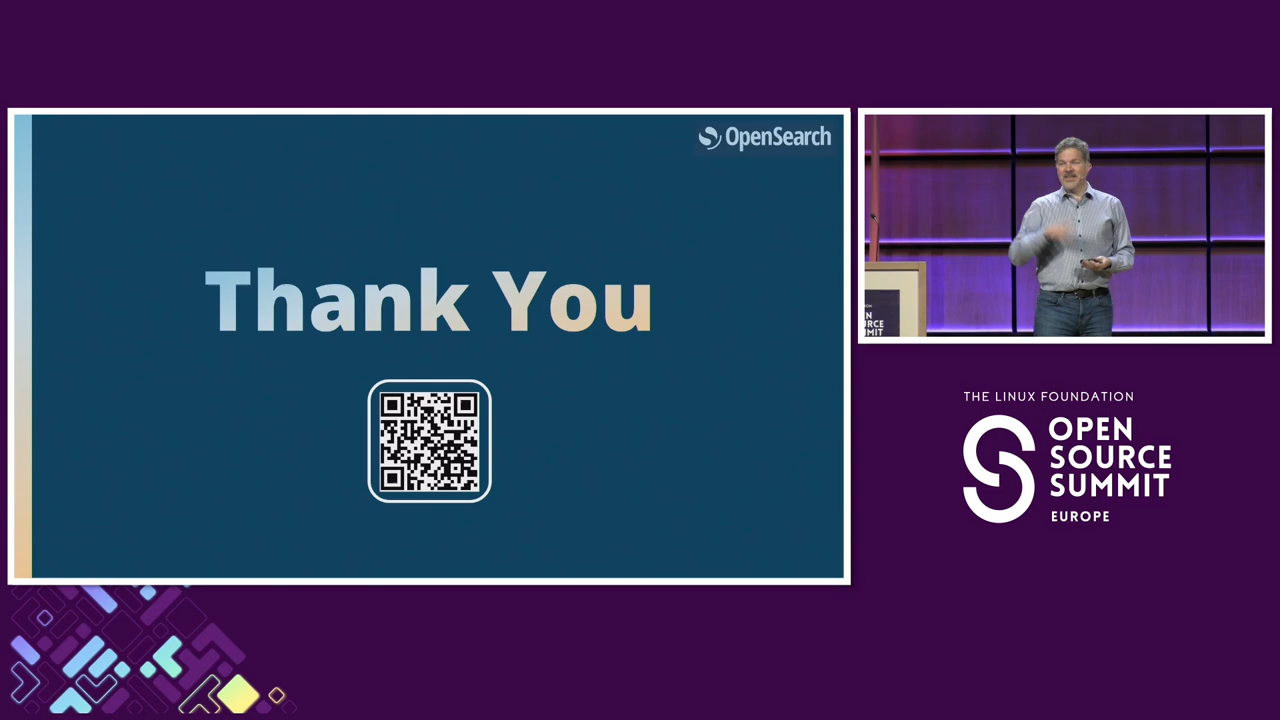 OpenSearch
Thank You
THE LINUX FOUNDATION
OPEN
SOURCE
SUMMIT
EUROPE